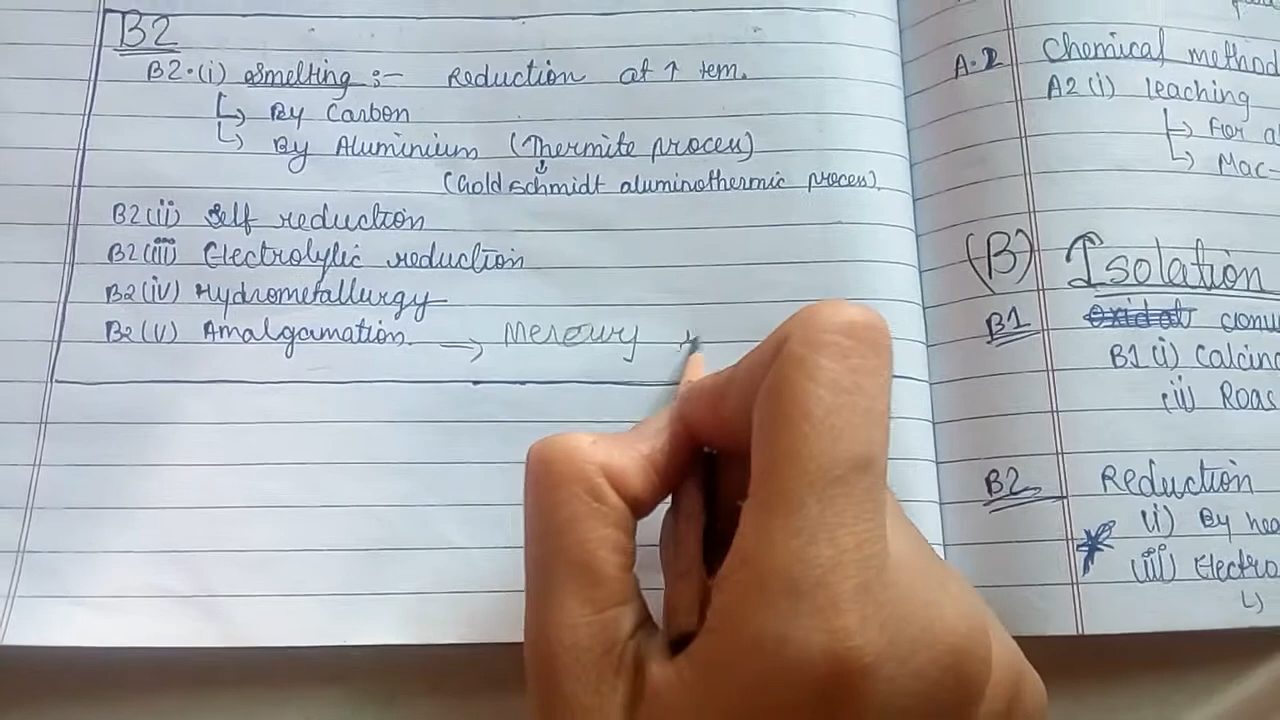 B2
B2.(i) smelting :- Reduction at ↑ tem.
↳ By Carbon
↳ By Aluminium (Thermite process)
(Goldschmidt aluminothermic process)
B2(ii) Self reduction
B2(iii) Electrolytic reduction
B2(iv) Hydrometallurgy
B2(v) Amalgamation → Mercury +
A.2 Chemical method
A2(i) leaching
↳ For a
↳ Mac-
(B) Isolation
B1 conv
B1(i) Calcin
(ii) Roas
B2 Reduction
(i) By hea
(iii) Electro